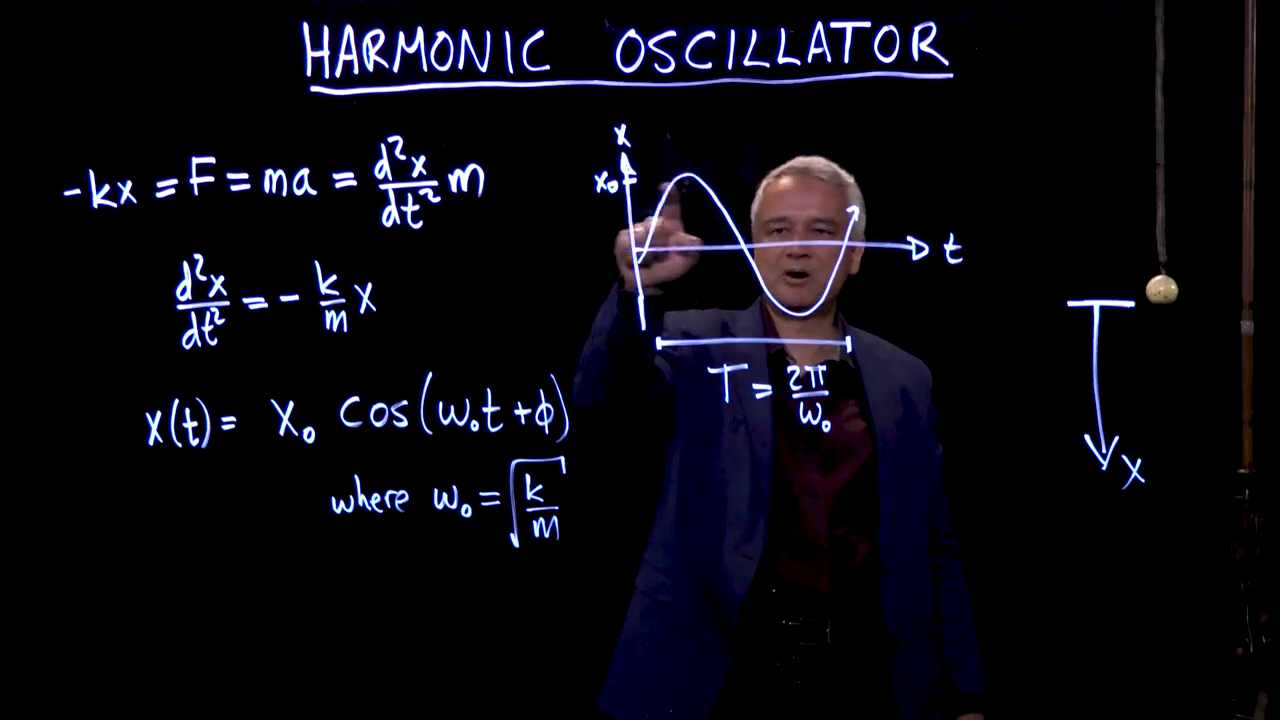 HARMONIC OSCILLATOR
-kx = F = ma = d²x/dt² m
d²x/dt² = - k/m x
x(t) = x₀ cos(ω₀t + φ)
where ω₀ = √(k/m)
x
x₀
t
T = 2π/ω₀
x